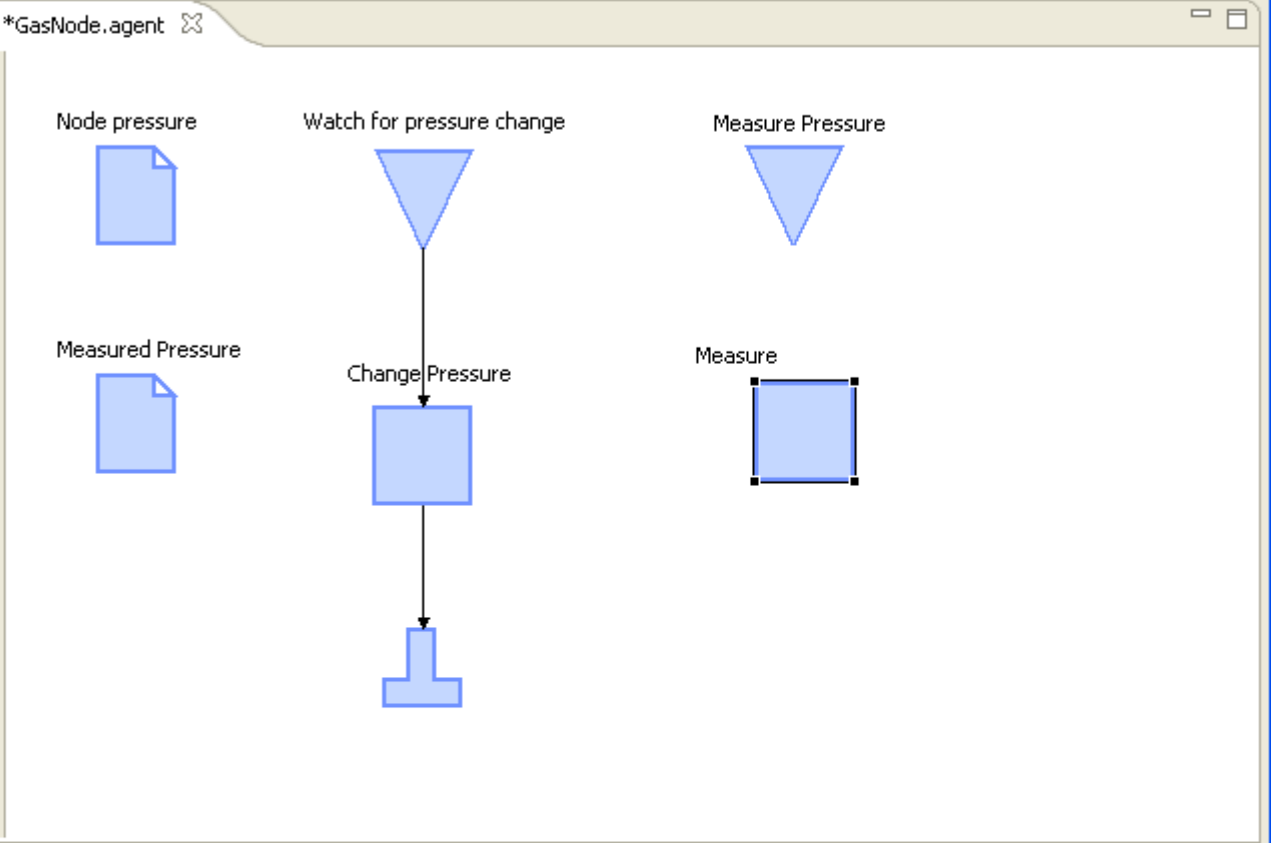 *GasNode.agent
Node pressure
Watch for pressure change
Measure Pressure
Measured Pressure
Change Pressure
Measure